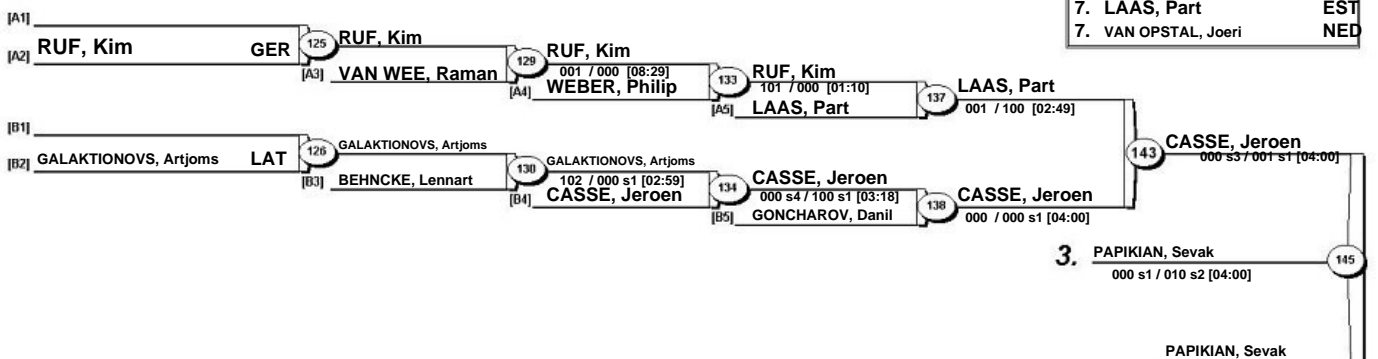 7. LAAS, Part EST
7. VAN OPSTAL, Joeri NED
[A1]
[A2] RUF, Kim GER 125 RUF, Kim
[A3] VAN WEE, Raman 129 RUF, Kim
001 / 000 [08:29]
[A4] WEBER, Philip 133 RUF, Kim
101 / 000 [01:10]
[A5] LAAS, Part 137 LAAS, Part
001 / 100 [02:49]
[B1]
[B2] GALAKTIONOVS, Artjoms LAT 126 GALAKTIONOVS, Artjoms
[B3] BEHNCKE, Lennart 130 GALAKTIONOVS, Artjoms
102 / 000 s1 [02:59]
[B4] CASSE, Jeroen 134 CASSE, Jeroen
000 s4 / 100 s1 [03:18]
[B5] GONCHAROV, Danil 138 CASSE, Jeroen
000 / 000 s1 [04:00]
143 CASSE, Jeroen
000 s3 / 001 s1 [04:00]
3. PAPIKIAN, Sevak 145
000 s1 / 010 s2 [04:00]
PAPIKIAN, Sevak